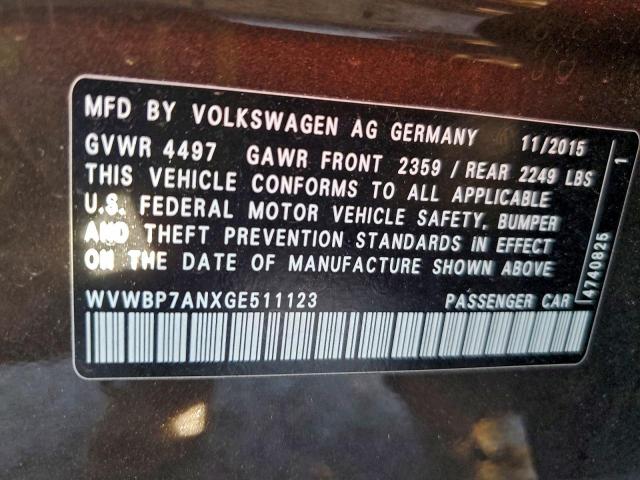 MFD BY VOLKSWAGEN AG GERMANY 11/2015
GVWR 4497 GAWR FRONT 2359 / REAR 2249 LBS
THIS VEHICLE CONFORMS TO ALL APPLICABLE
U.S. FEDERAL MOTOR VEHICLE SAFETY, BUMPER
AND THEFT PREVENTION STANDARDS IN EFFECT
ON THE DATE OF MANUFACTURE SHOWN ABOVE
WVWBP7ANXGE511123 PASSENGER CAR
4740825 1